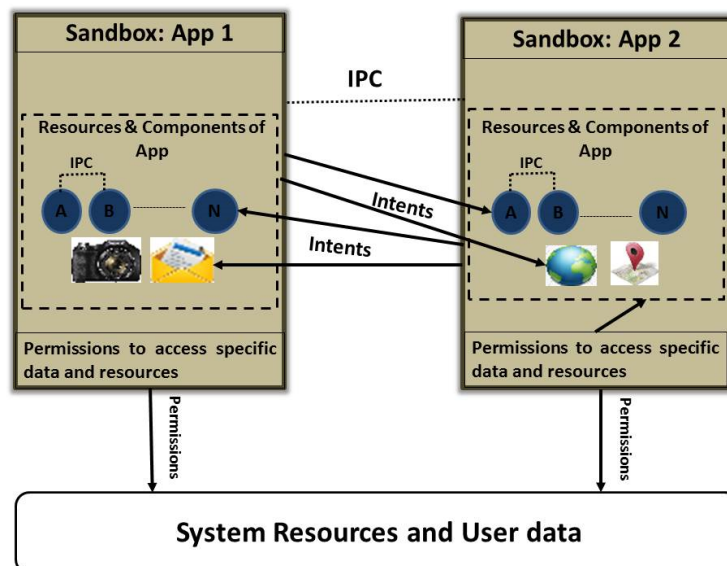 Sandbox: App 1
Resources & Components of
App
IPC
A
B
N
Permissions to access specific
data and resources
IPC
Intents
Intents
Sandbox: App 2
Resources & Components of
App
IPC
A
B
N
Permissions to access specific
data and resources
Permissions
Permissions
System Resources and User data